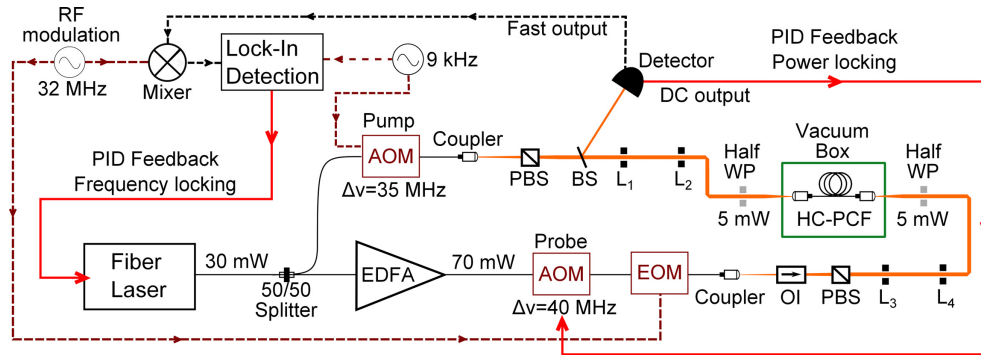 RF
modulation
32 MHz
Mixer
Lock-In
Detection
9 kHz
Fast output
Detector
DC output
PID Feedback
Power locking
Pump
AOM
Δν=35 MHz
Coupler
PBS
BS
L1
L2
Half
WP
5 mW
Vacuum
Box
HC-PCF
Half
WP
5 mW
PID Feedback
Frequency locking
Fiber
Laser
30 mW
50/50
Splitter
EDFA
70 mW
Probe
AOM
Δν=40 MHz
EOM
Coupler
OI
PBS
L3
L4